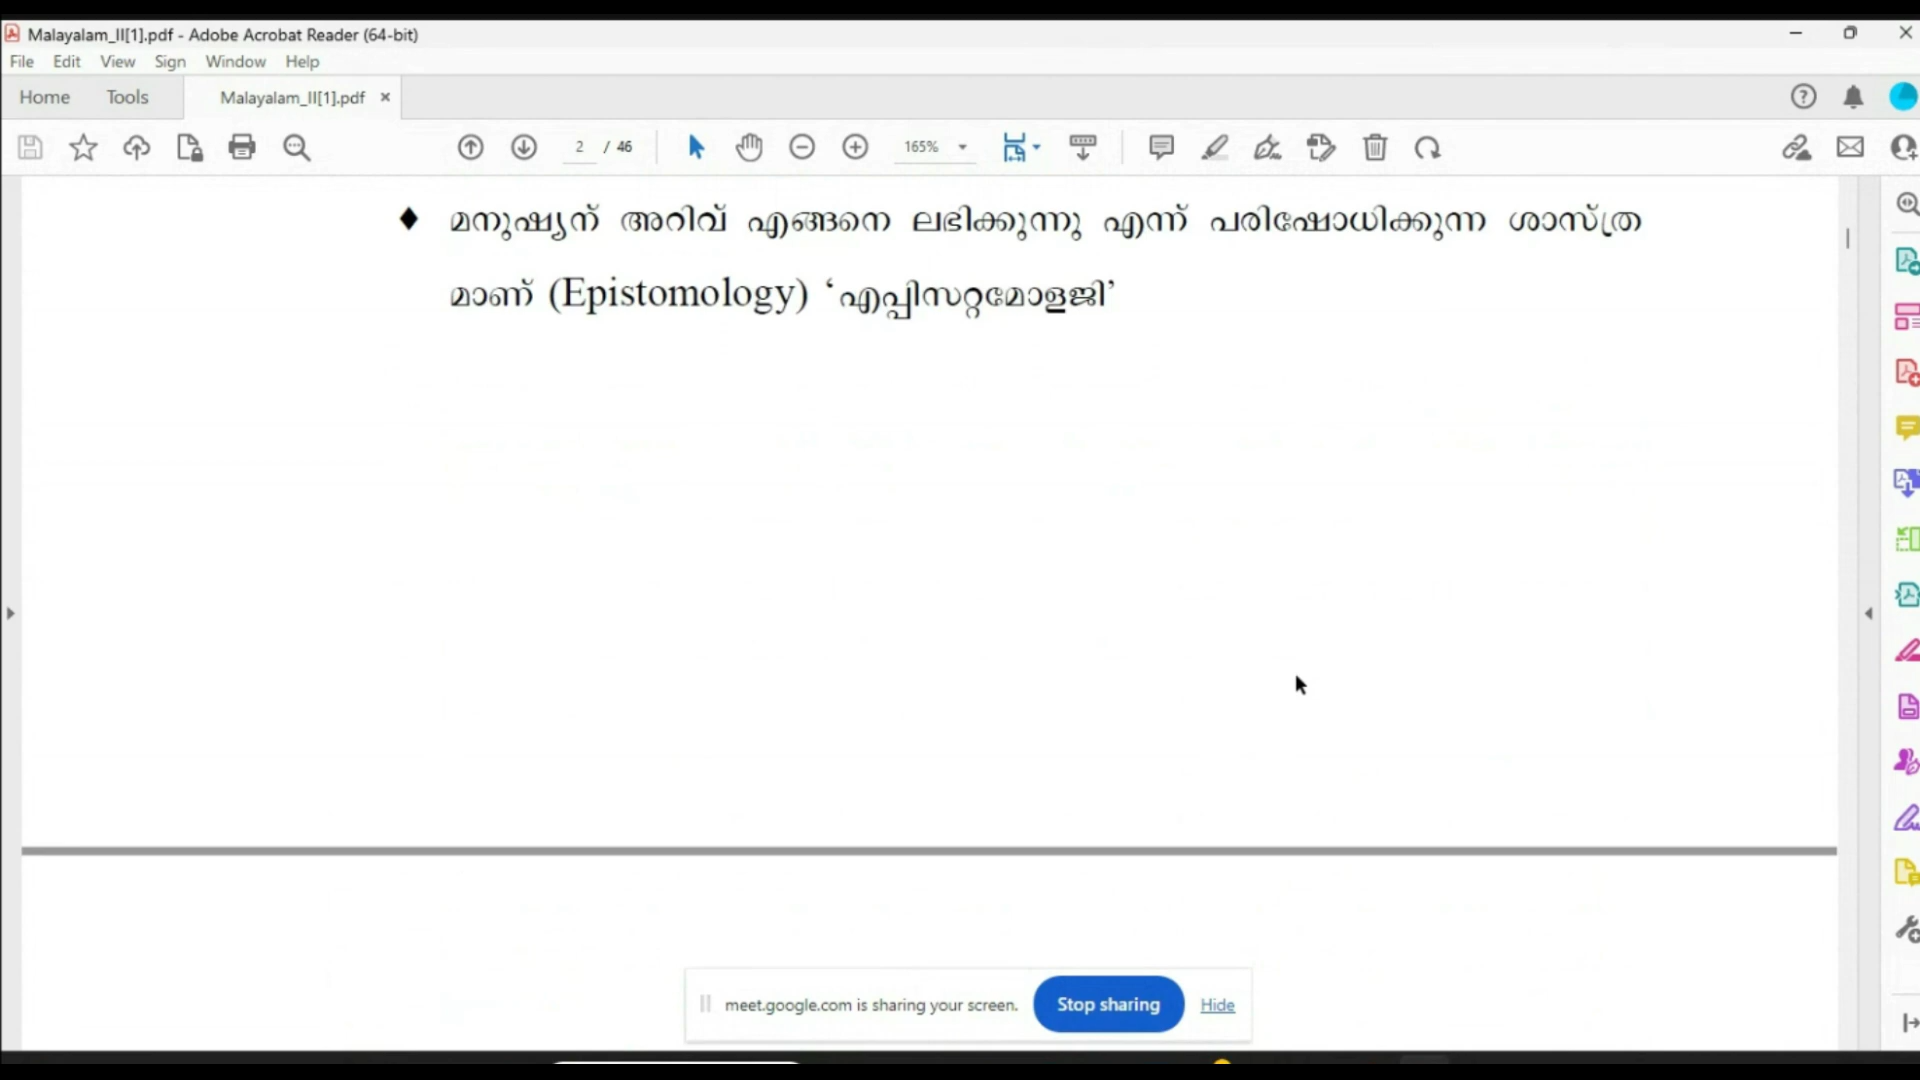 Malayalam_II[1].pdf - Adobe Acrobat Reader (64-bit)
File Edit View Sign Window Help
Home Tools Malayalam_II[1].pdf ×
2 / 46 165%
♦ മനുഷ്യന് അറിവ് എങ്ങനെ ലഭിക്കുന്നു എന്ന് പരിഷോധിക്കുന്ന ശാസ്ത്ര
മാണ് (Epistomology) ‘എപ്പിസറ്റമോളജി’
meet.google.com is sharing your screen. Stop sharing Hide